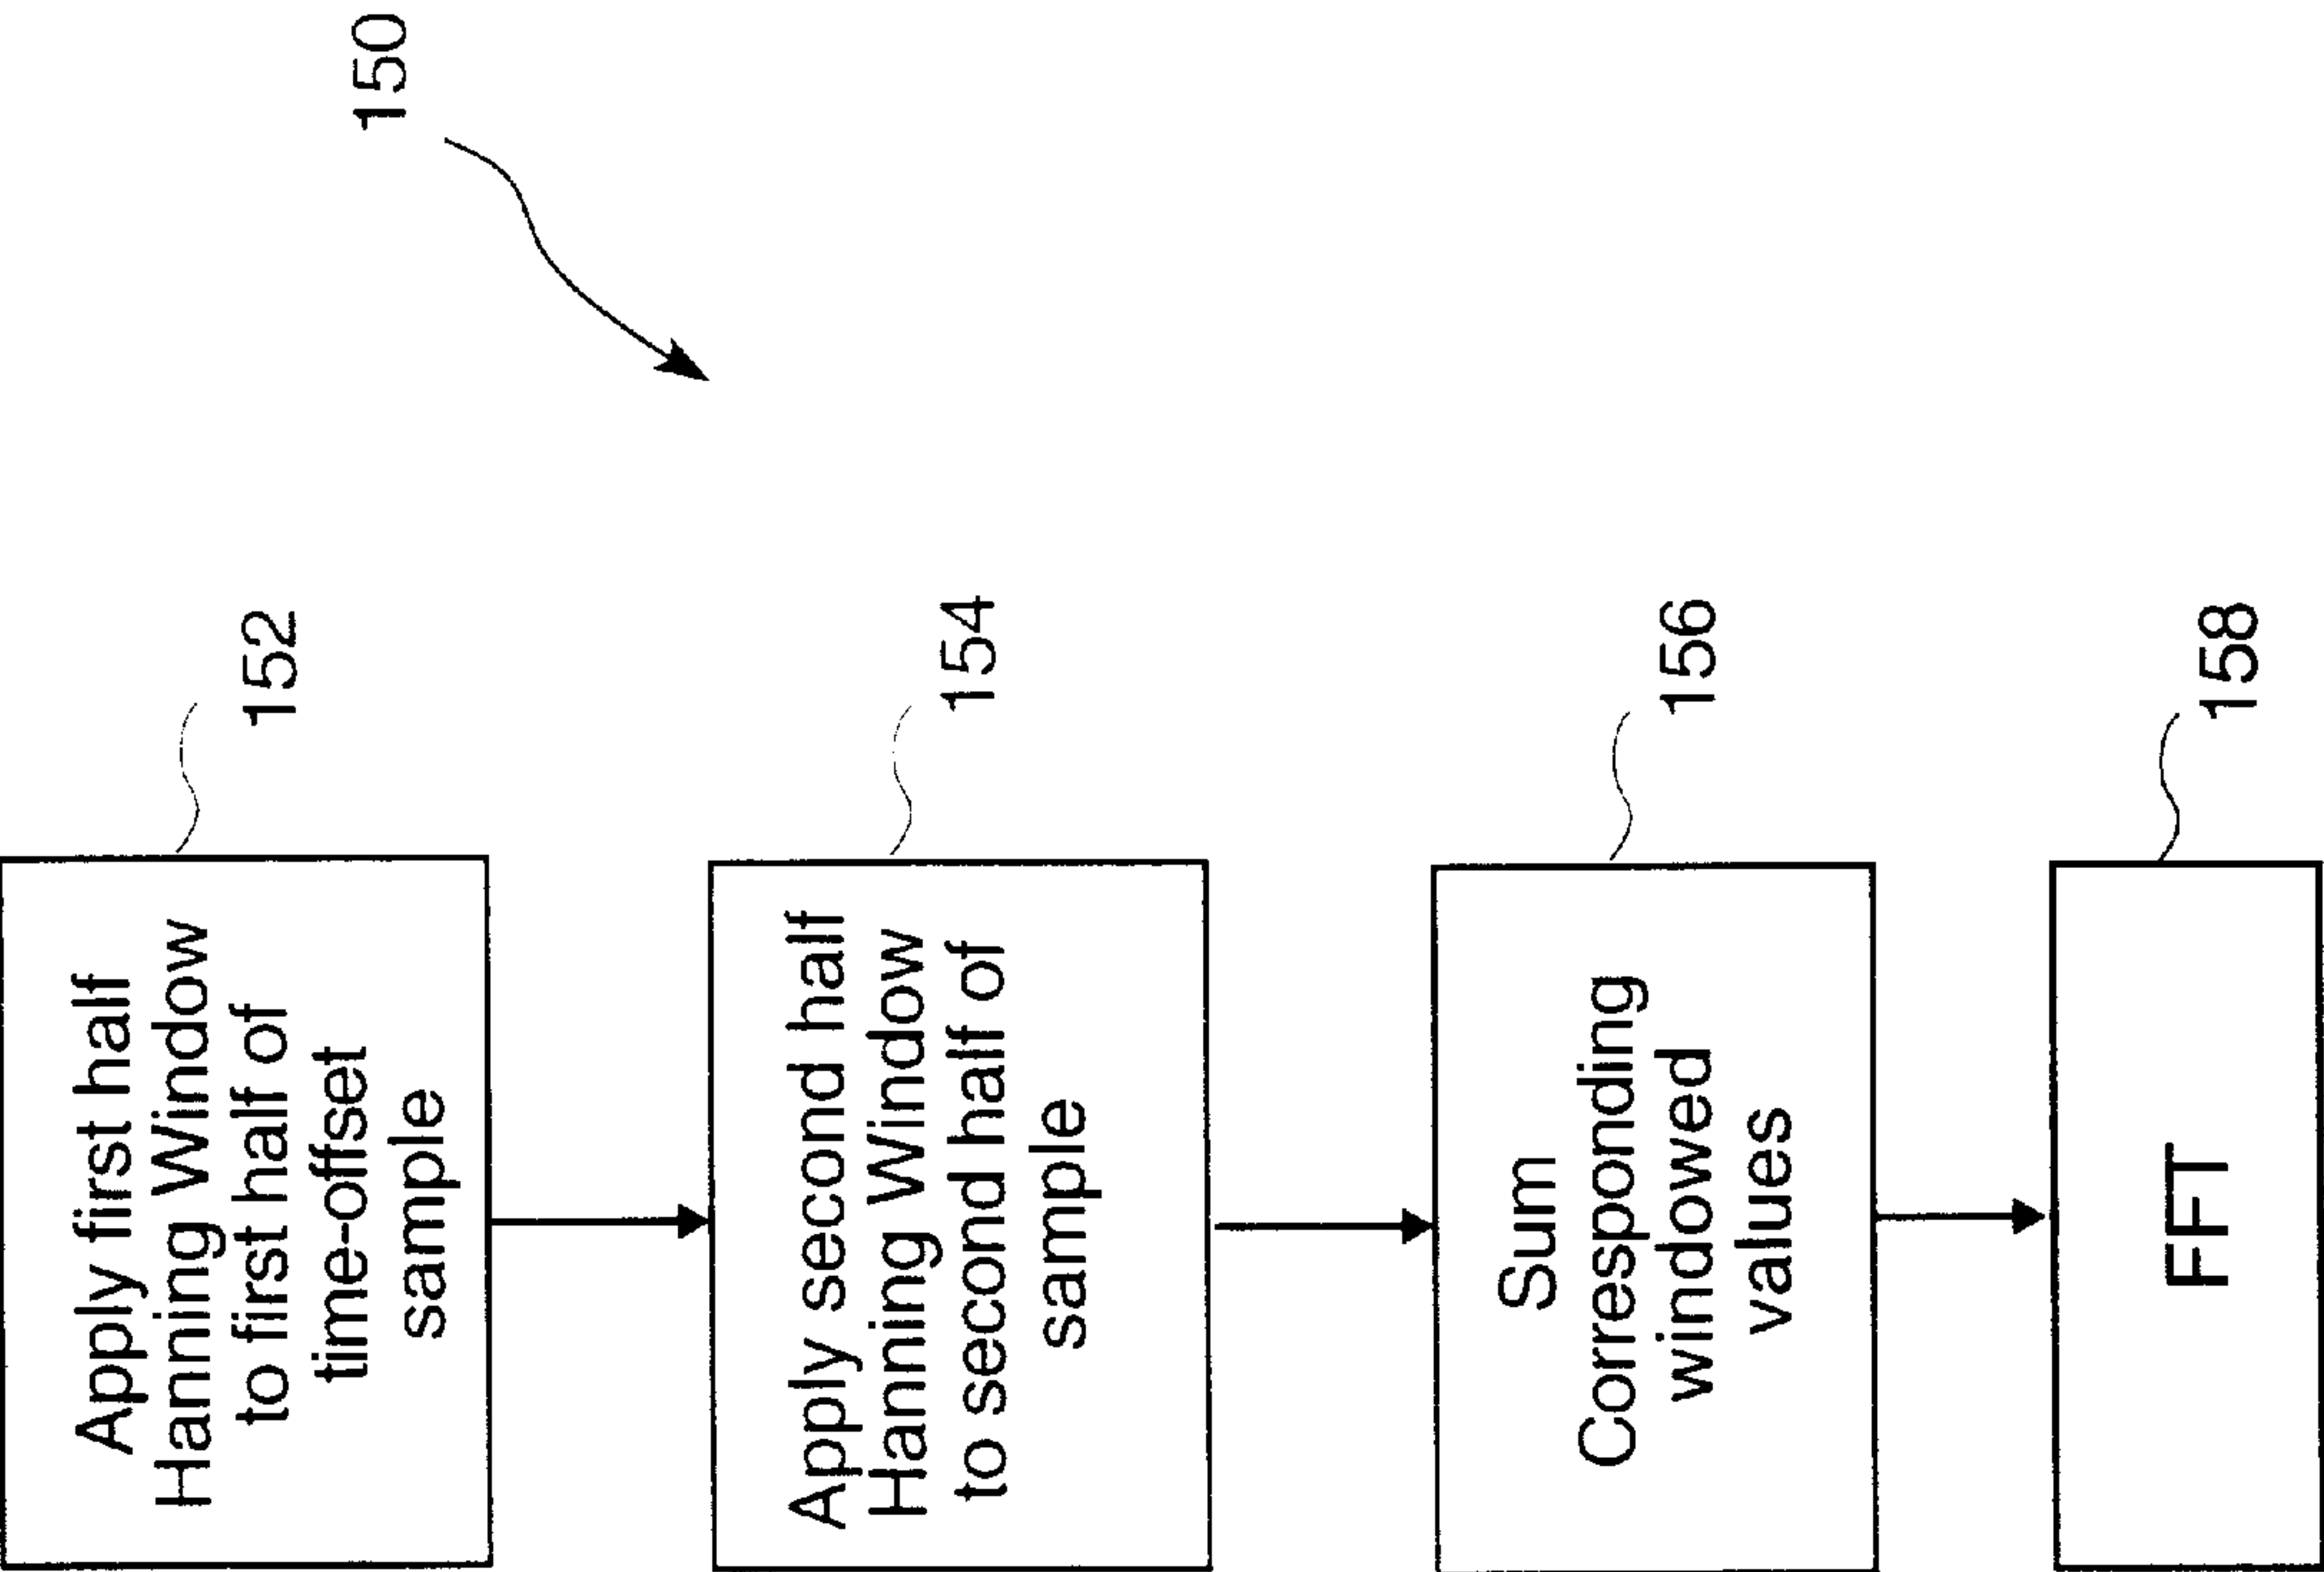 150
Apply first half
Hanning Window
to first half of
time-offset
sample
152
Apply second half
Hanning Window
to second half of
sample
154
Sum
Corresponding
windowed
values
156
FFT
158